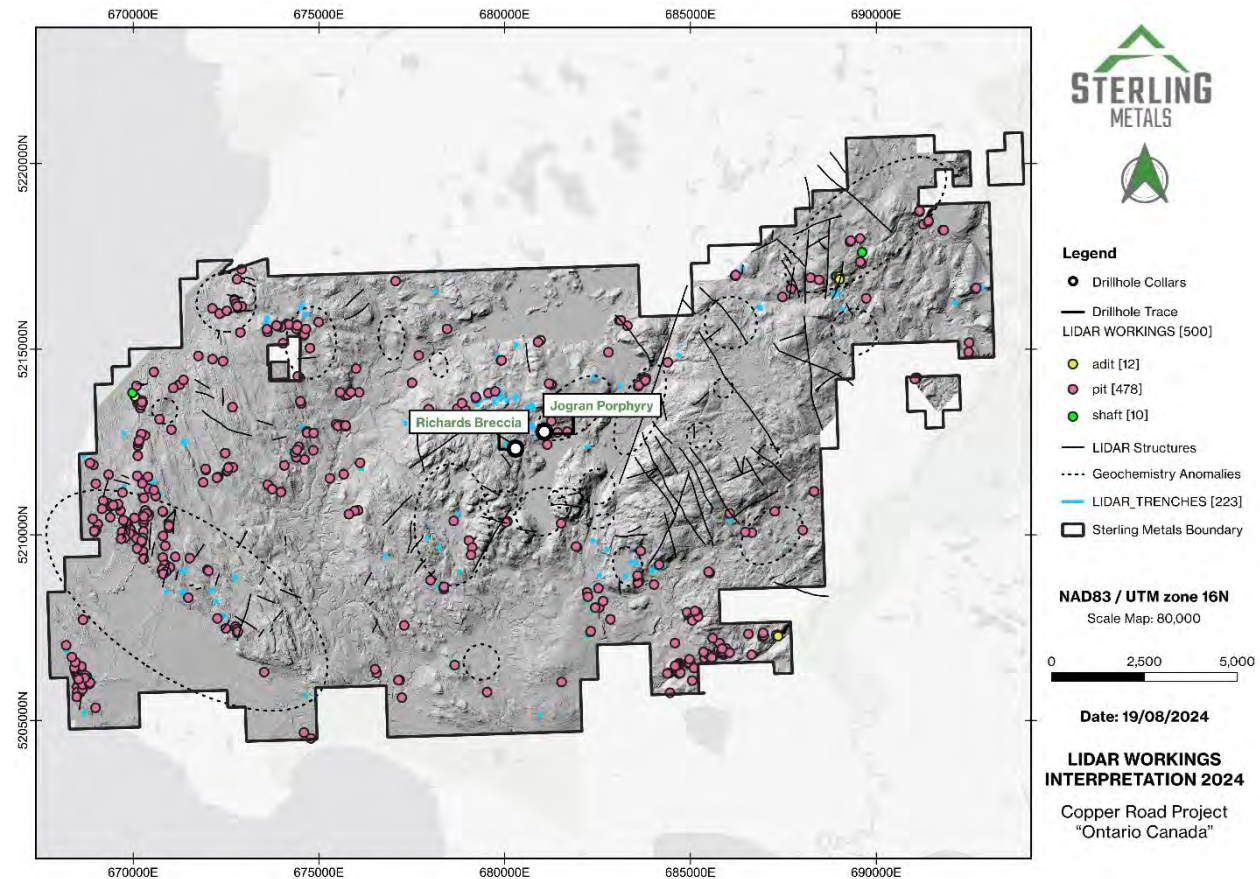 670000E 675000E 680000E 685000E 690000E
5220000N
5215000N
5210000N
5205000N
Richards Breccia
Jogran Porphyry
670000E 675000E 680000E 685000E 690000E
STERLING
METALS
Legend
Drillhole Collars
Drillhole Trace
LIDAR WORKINGS [500]
adit [12]
pit [478]
shaft [10]
LIDAR Structures
Geochemistry Anomalies
LIDAR_TRENCHES [223]
Sterling Metals Boundary
NAD83 / UTM zone 16N
Scale Map: 80,000
0 2,500 5,000
Date: 19/08/2024
LIDAR WORKINGS
INTERPRETATION 2024
Copper Road Project
“Ontario Canada”